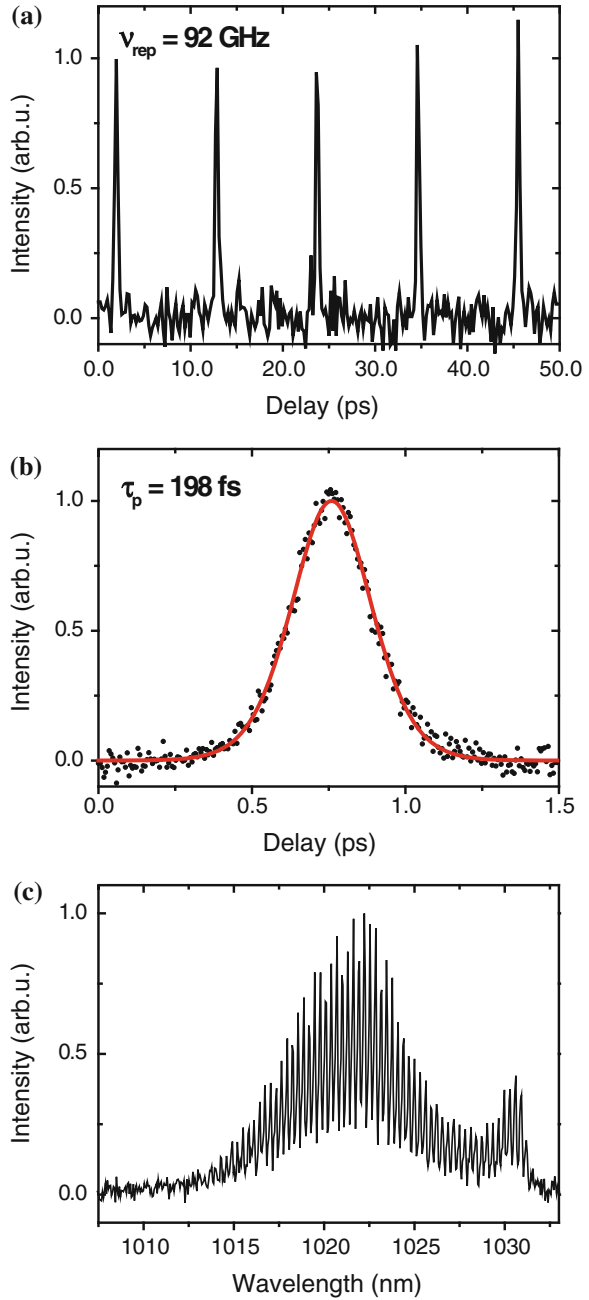 (a)
ν_rep = 92 GHz
Intensity (arb.u.)
1.0
0.5
0.0
0.0 10.0 20.0 30.0 40.0 50.0
Delay (ps)
(b)
τ_p = 198 fs
Intensity (arb.u.)
1.0
0.5
0.0
0.0 0.5 1.0 1.5
Delay (ps)
(c)
Intensity (arb.u.)
1.0
0.5
0.0
1010 1015 1020 1025 1030
Wavelength (nm)